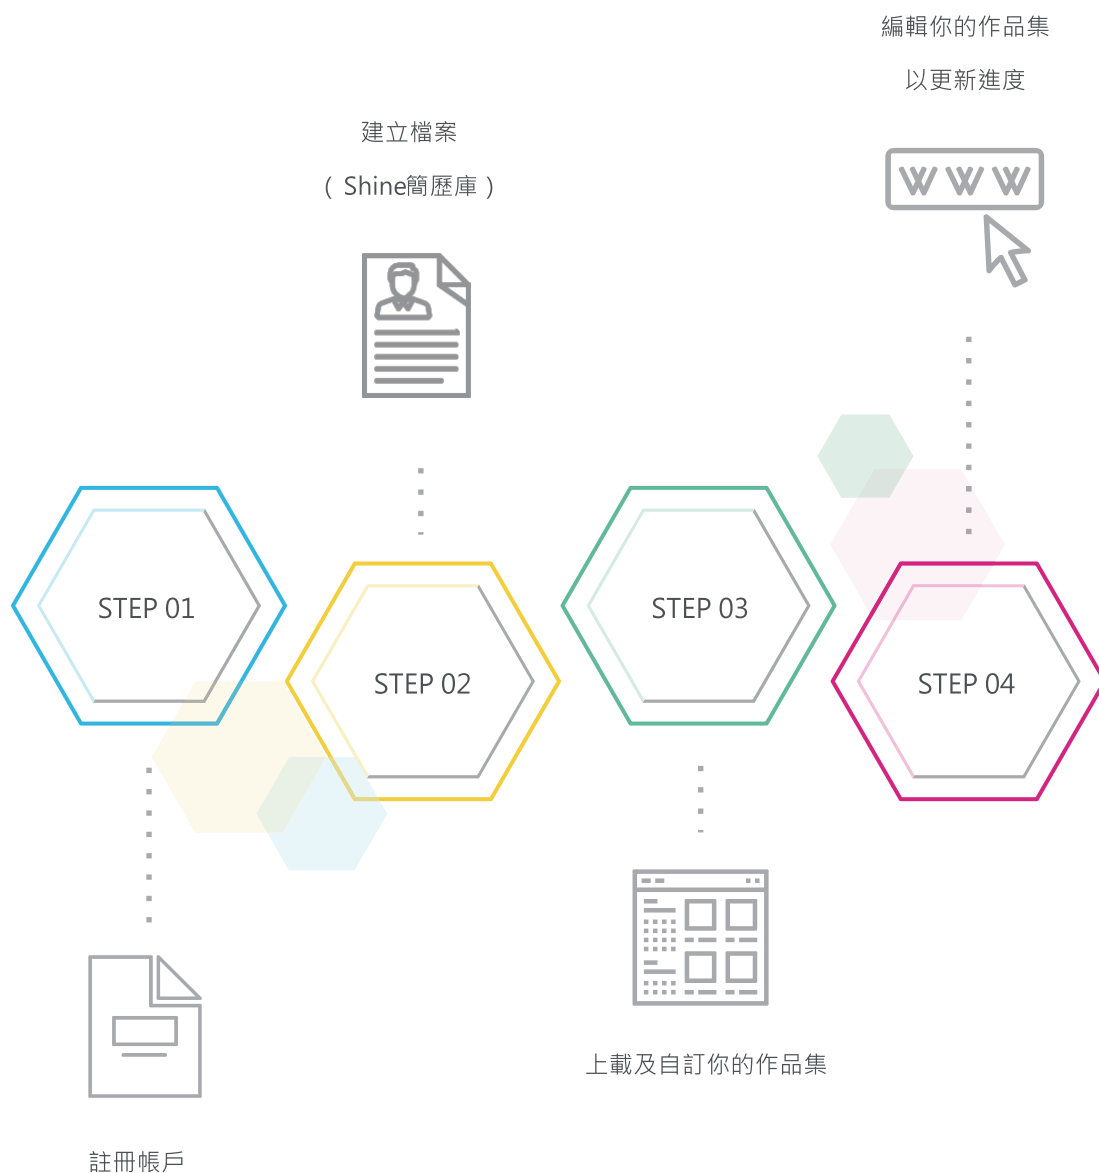 編輯你的作品集
以更新進度
建立檔案
( Shine簡歷庫 )
WWW
STEP 01
STEP 02
STEP 03
STEP 04
上載及自訂你的作品集
註冊帳戶